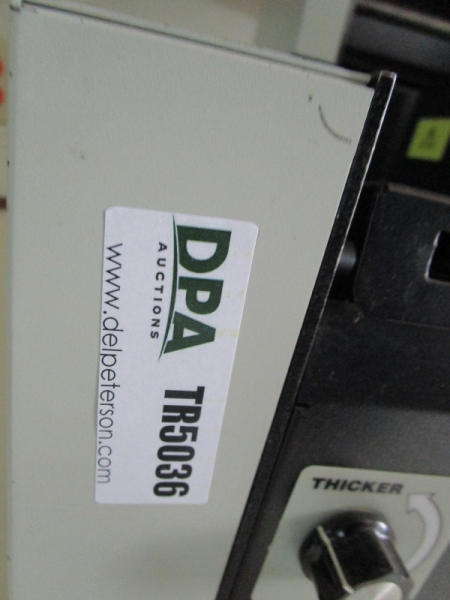 DPA
AUCTIONS
TR5036
www.delpeterson.com
THICKER